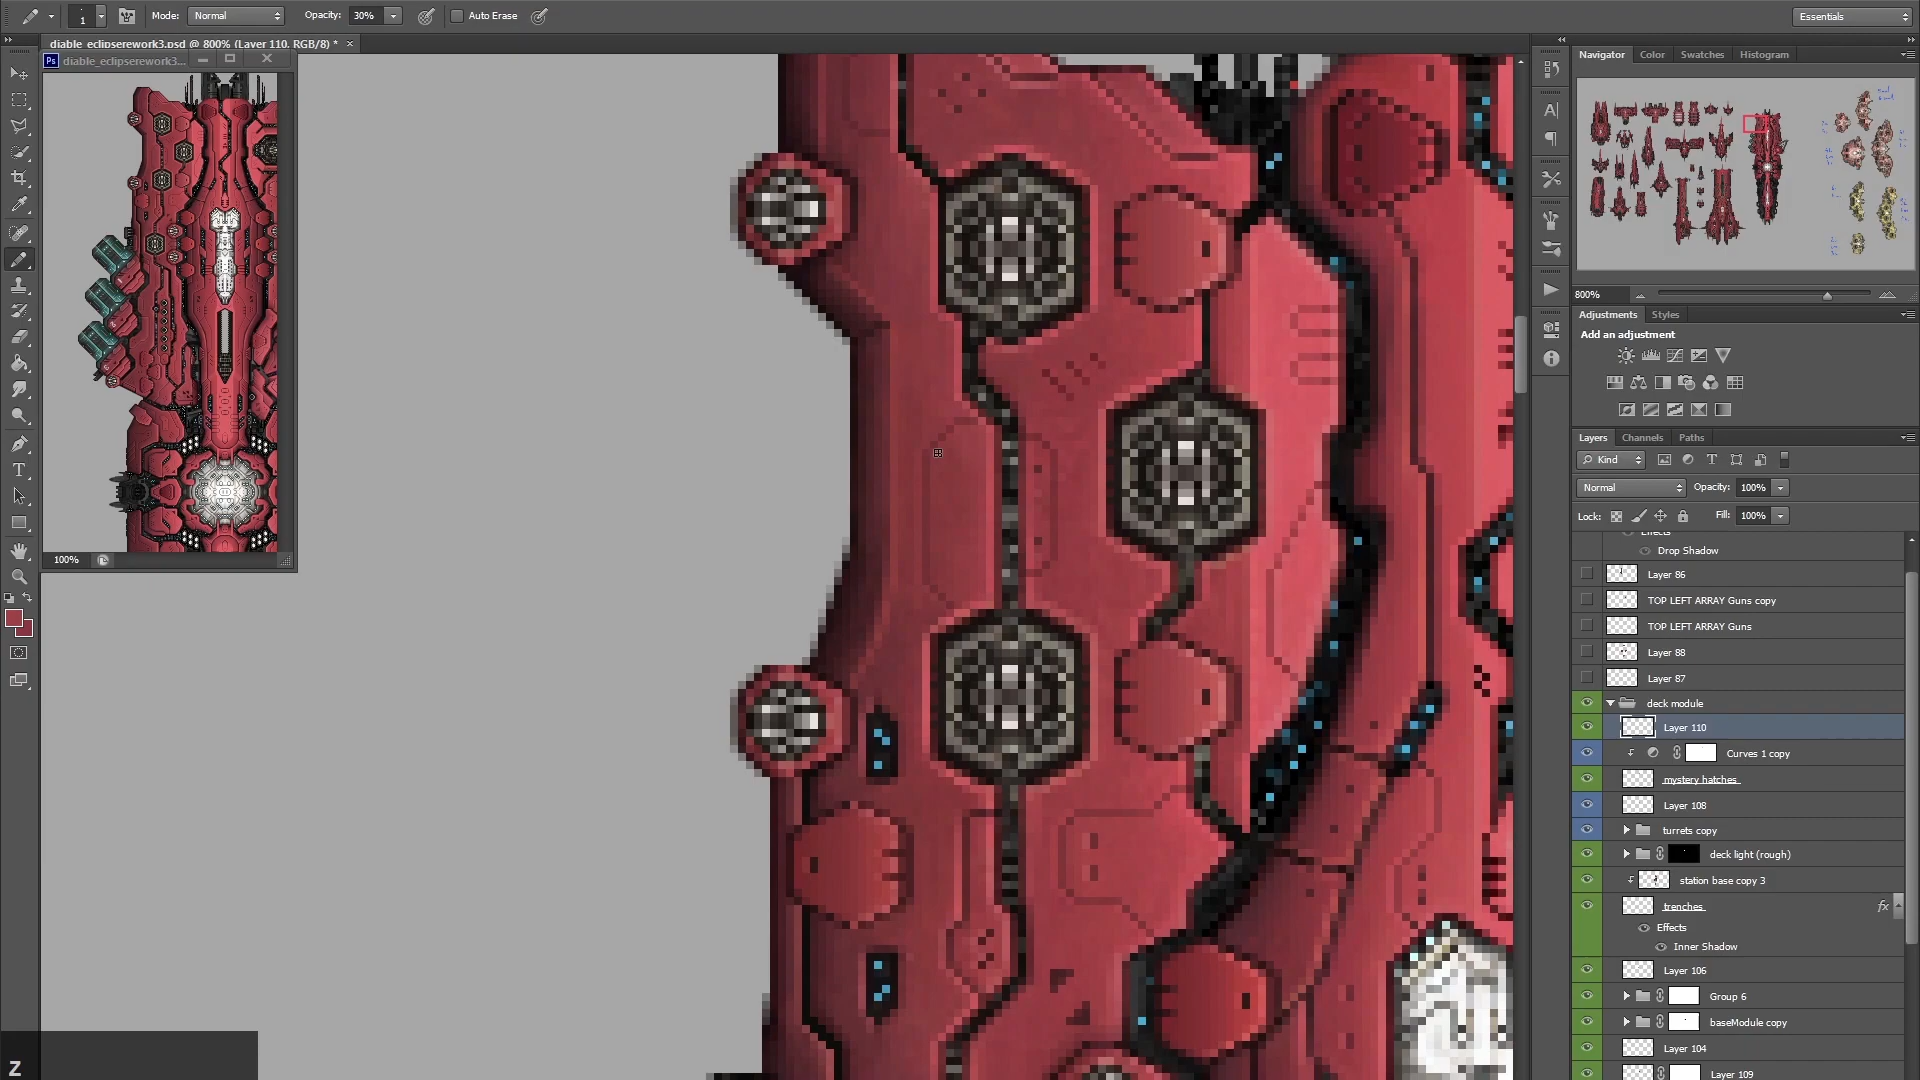 1 Mode: Normal Opacity: 30% Auto Erase Essentials
diable_eclipserework3.psd @ 800% (Layer 110, RGB/8) * ×
Ps diable_eclipserework3...
Navigator Color Swatches Histogram
800%
Adjustments Styles
Add an adjustment
Layers Channels Paths
Kind
Normal Opacity: 100%
Lock: Fill: 100%
Effects
Drop Shadow
Layer 86
TOP LEFT ARRAY Guns copy
TOP LEFT ARRAY Guns
Layer 88
Layer 87
deck module
Layer 110
Curves 1 copy
mystery hatches
Layer 108
turrets copy
deck light (rough)
station base copy 3
trenches fx
Effects
Inner Shadow
Layer 106
Group 6
baseModule copy
Layer 104
Layer 109
100%
z